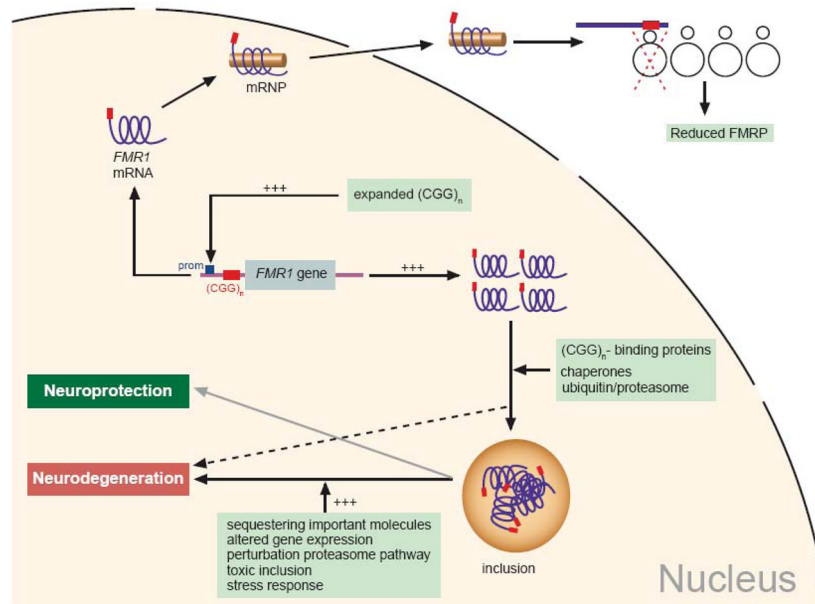 mRNP
Reduced FMRP
FMR1
mRNA
+++
expanded (CGG)n
prom
(CGG)n
FMR1 gene
+++
(CGG)n- binding proteins
chaperones
ubiquitin/proteasome
Neuroprotection
Neurodegeneration
+++
sequestering important molecules
altered gene expression
perturbation proteasome pathway
toxic inclusion
stress response
inclusion
Nucleus